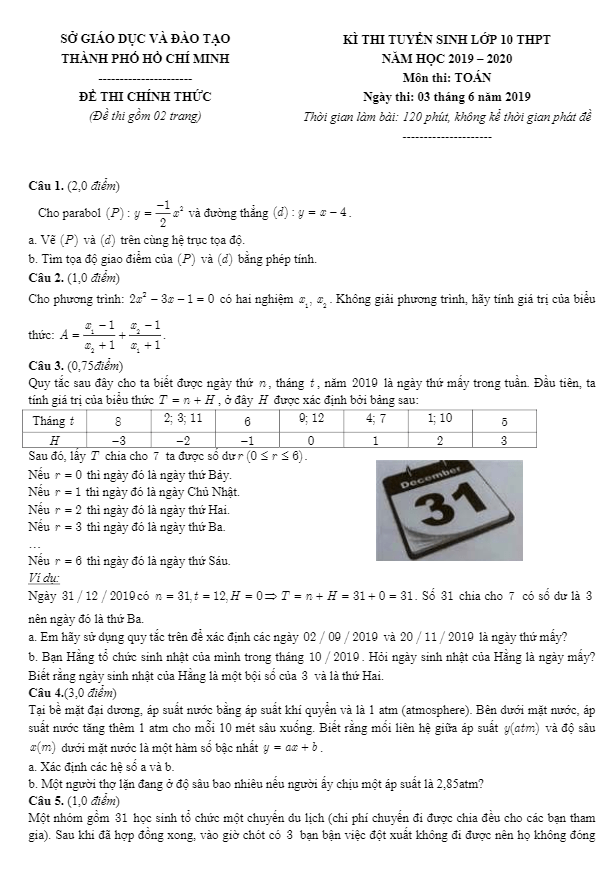 SỞ GIÁO DỤC VÀ ĐÀO TẠO
THÀNH PHỐ HỒ CHÍ MINH
----------------------
ĐỀ THI CHÍNH THỨC
(Đề thi gồm 02 trang)
KÌ THI TUYỂN SINH LỚP 10 THPT
NĂM HỌC 2019 – 2020
Môn thi: TOÁN
Ngày thi: 03 tháng 6 năm 2019
Thời gian làm bài: 120 phút, không kể thời gian phát đề
---------------------
Câu 1. (2,0 điểm)
Cho parabol (P) : y = -1/2 x² và đường thẳng (d) : y = x – 4.
a. Vẽ (P) và (d) trên cùng hệ trục tọa độ.
b. Tìm tọa độ giao điểm của (P) và (d) bằng phép tính.
Câu 2. (1,0 điểm)
Cho phương trình: 2x² – 3x – 1 = 0 có hai nghiệm x₁, x₂. Không giải phương trình, hãy tính giá trị của biểu
thức: A = (x₁ – 1)/(x₂ + 1) + (x₂ – 1)/(x₁ + 1).
Câu 3. (0,75điểm)
Quy tắc sau đây cho ta biết được ngày thứ n, tháng t, năm 2019 là ngày thứ mấy trong tuần. Đầu tiên, ta
tính giá trị của biểu thức T = n + H, ở đây H được xác định bởi bảng sau:
Tháng t 8 2; 3; 11 6 9; 12 4; 7 1; 10 5
H –3 –2 –1 0 1 2 3
Sau đó, lấy T chia cho 7 ta được số dư r (0 ≤ r ≤ 6).
Nếu r = 0 thì ngày đó là ngày thứ Bảy.
Nếu r = 1 thì ngày đó là ngày Chủ Nhật.
Nếu r = 2 thì ngày đó là ngày thứ Hai.
Nếu r = 3 thì ngày đó là ngày thứ Ba.
…
Nếu r = 6 thì ngày đó là ngày thứ Sáu.
December
31
Ví dụ:
Ngày 31 / 12 / 2019 có n = 31, t = 12, H = 0 ⇒ T = n + H = 31 + 0 = 31. Số 31 chia cho 7 có số dư là 3
nên ngày đó là thứ Ba.
a. Em hãy sử dụng quy tắc trên để xác định các ngày 02 / 09 / 2019 và 20 / 11 / 2019 là ngày thứ mấy?
b. Bạn Hằng tổ chức sinh nhật của mình trong tháng 10 / 2019. Hỏi ngày sinh nhật của Hằng là ngày mấy?
Biết rằng ngày sinh nhật của Hằng là một bội số của 3 và là thứ Hai.
Câu 4.(3,0 điểm)
Tại bề mặt đại dương, áp suất nước bằng áp suất khí quyển và là 1 atm (atmosphere). Bên dưới mặt nước, áp
suất nước tăng thêm 1 atm cho mỗi 10 mét sâu xuống. Biết rằng mối liên hệ giữa áp suất y(atm) và độ sâu
x(m) dưới mặt nước là một hàm số bậc nhất y = ax + b.
a. Xác định các hệ số a và b.
b. Một người thợ lặn đang ở độ sâu bao nhiêu nếu người ấy chịu một áp suất là 2,85atm?
Câu 5. (1,0 điểm)
Một nhóm gồm 31 học sinh tổ chức một chuyến du lịch (chi phí chuyến đi được chia đều cho các bạn tham
gia). Sau khi đã hợp đồng xong, vào giờ chót có 3 bạn bận việc đột xuất không đi được nên họ không đóng